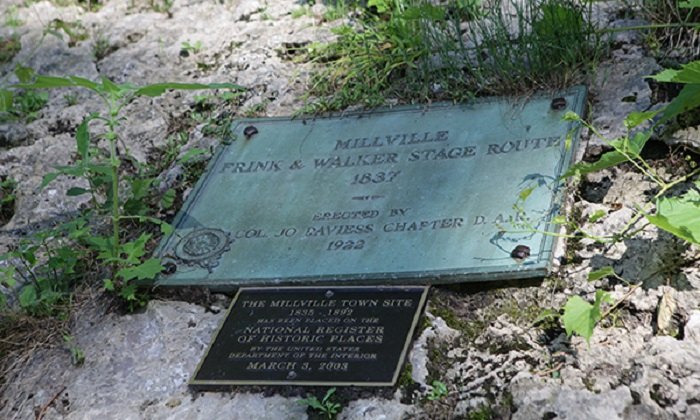 MILLVILLE
FRINK & WALKER STAGE ROUTE
1837
ERECTED BY
COL. JO DAVIESS CHAPTER D.A.R.
1922
THE MILLVILLE TOWN SITE
1835 - 1892
HAS BEEN PLACED ON THE
NATIONAL REGISTER
OF HISTORIC PLACES
BY THE UNITED STATES
DEPARTMENT OF THE INTERIOR
MARCH 3, 2003